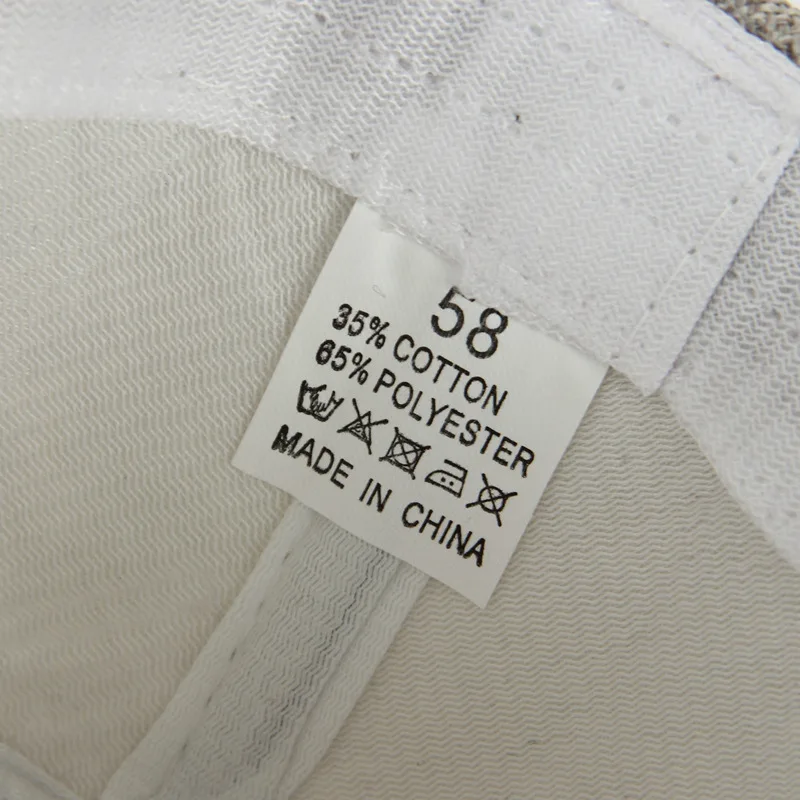 58
35% COTTON
65% POLYESTER
MADE IN CHINA